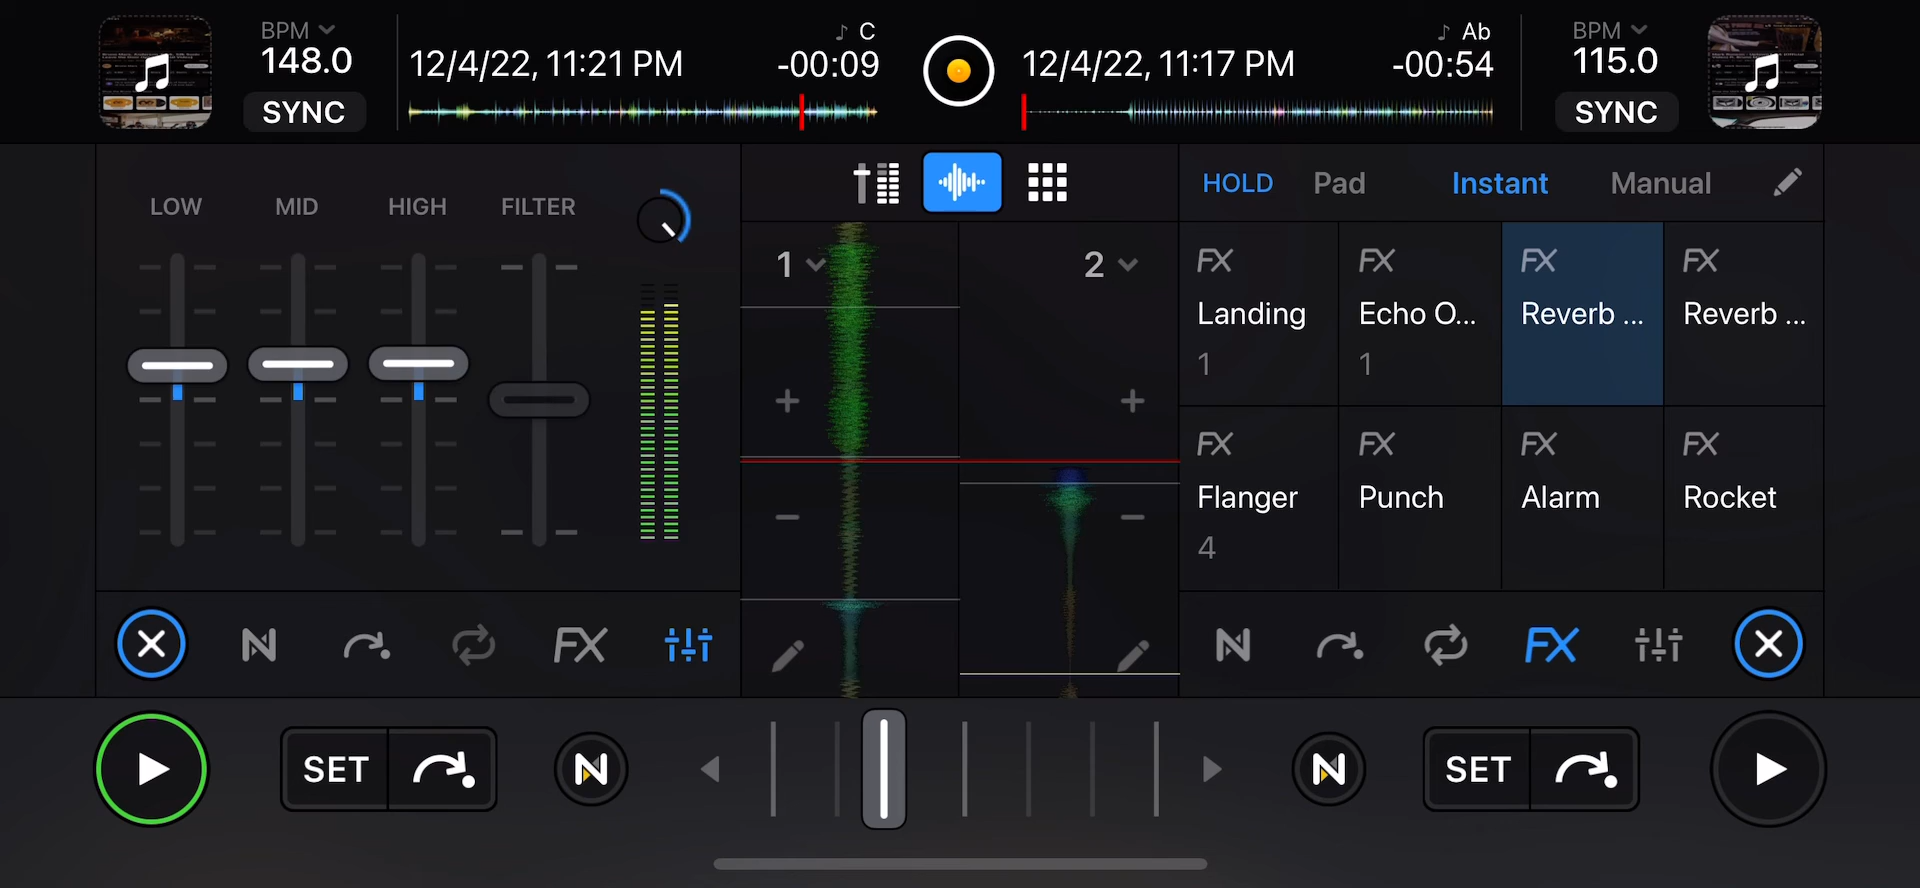 BPM
148.0
SYNC
12/4/22, 11:21 PM
C
-00:09
12/4/22, 11:17 PM
Ab
-00:54
BPM
115.0
SYNC
LOW MID HIGH FILTER
1
2
HOLD Pad Instant Manual
FX FX FX FX
Landing Echo O... Reverb ... Reverb ...
1 1
FX FX FX FX
Flanger Punch Alarm Rocket
4
N FX
N FX
SET N
N SET